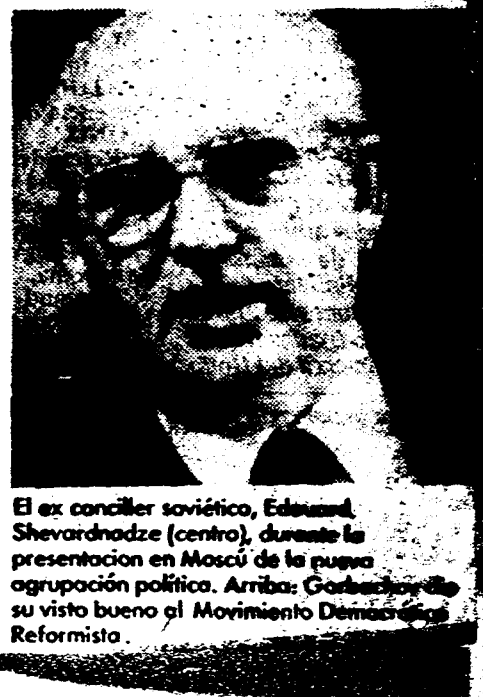 El ex canciller soviético, Edouard,
Shevardnadze (centro), durante la
presentacion en Moscú de la nueva
agrupación política. Arriba: Gorbachov dio
su visto bueno al Movimiento Democrático
Reformista.